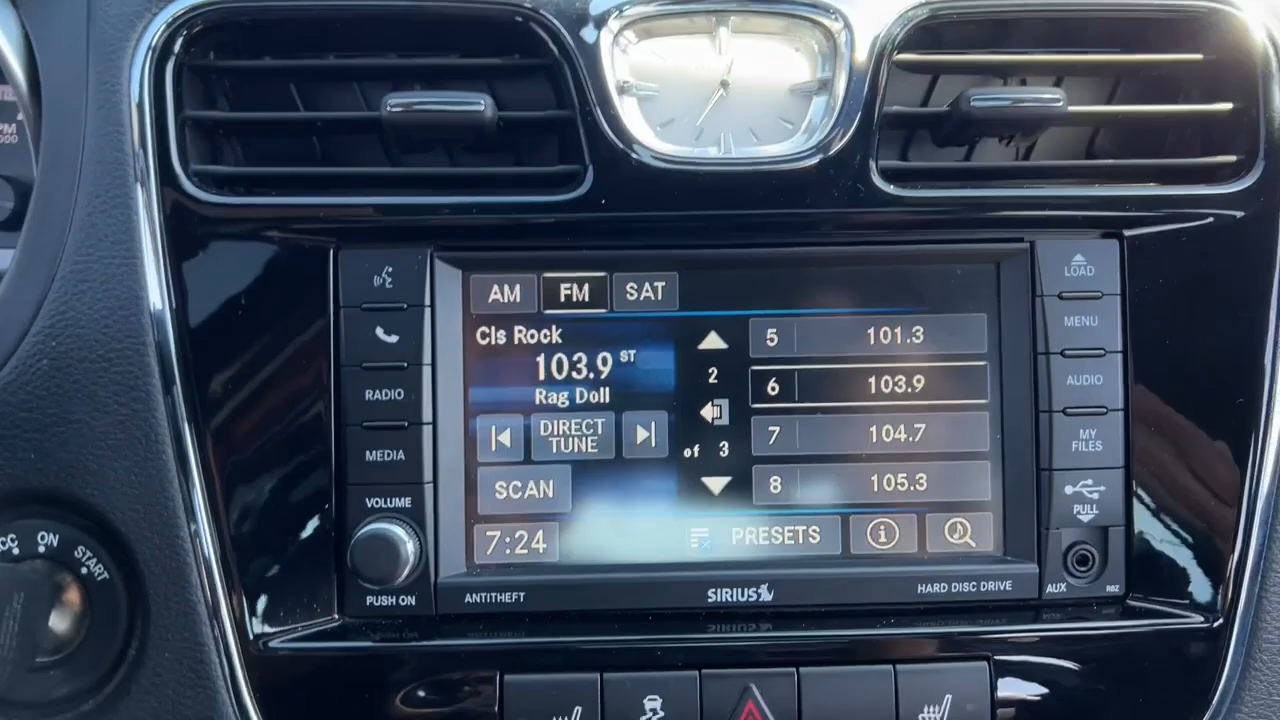 LOAD
AM FM SAT
MENU
Cls Rock
103.9 ST
Rag Doll
2
of 3
5 101.3
6 103.9
7 104.7
8 105.3
RADIO
AUDIO
DIRECT
TUNE
MEDIA
MY
FILES
SCAN
VOLUME
PULL
7:24
PRESETS
i
PUSH ON
ANTITHEFT
SIRIUS
HARD DISC DRIVE
AUX
RBZ
ON
START